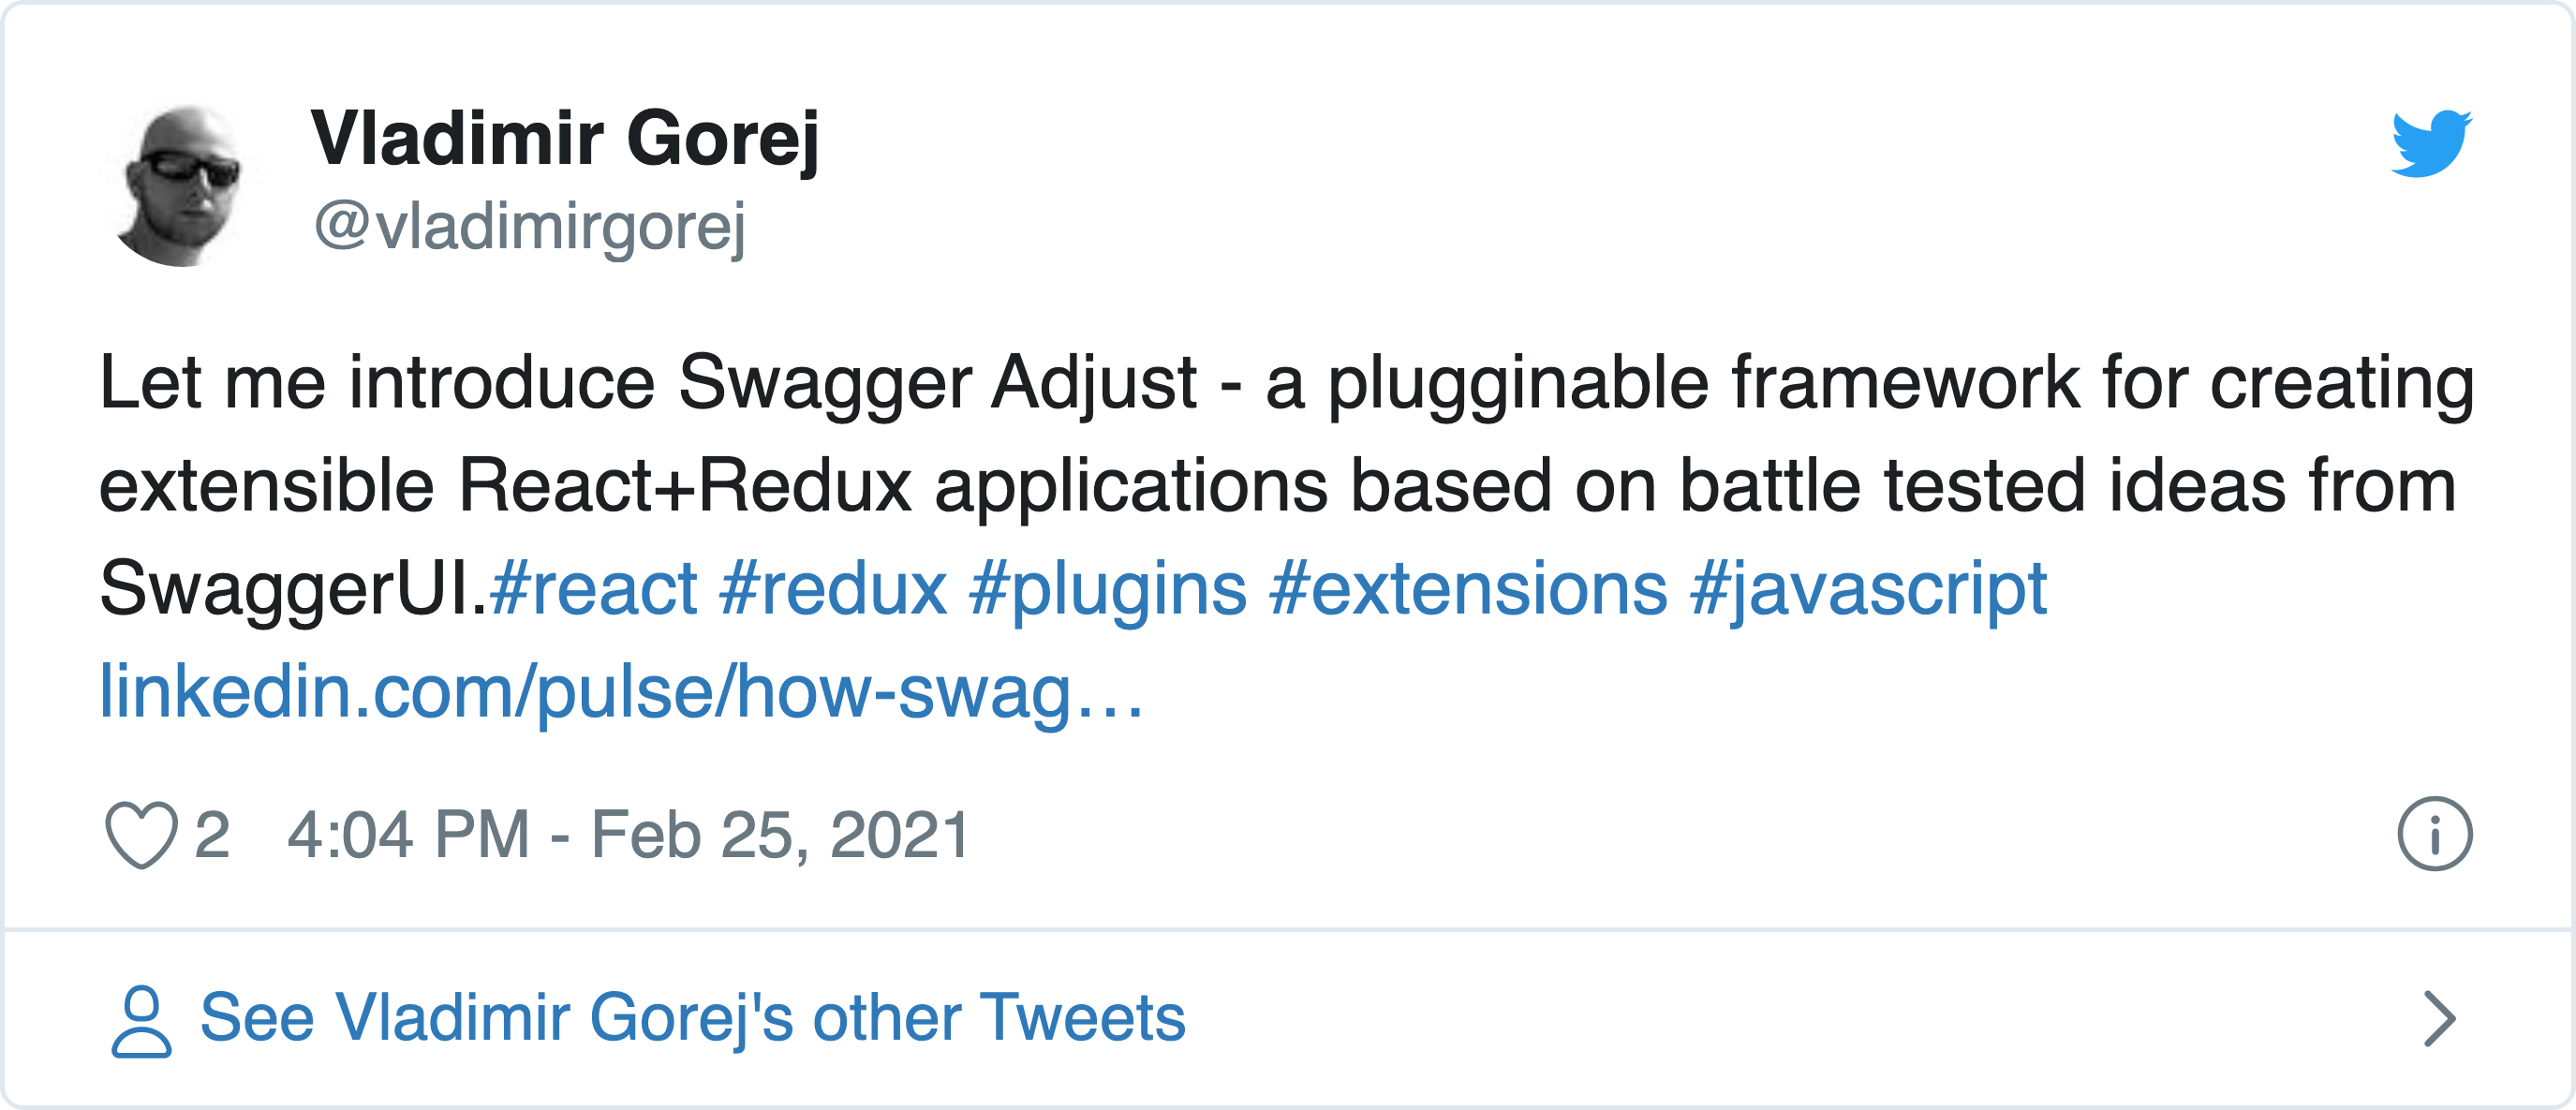 Vladimir Gorej
@vladimirgorej
Let me introduce Swagger Adjust - a plugginable framework for creating
extensible React+Redux applications based on battle tested ideas from
SwaggerUI.#react #redux #plugins #extensions #javascript
linkedin.com/pulse/how-swag…
2 4:04 PM - Feb 25, 2021
See Vladimir Gorej's other Tweets